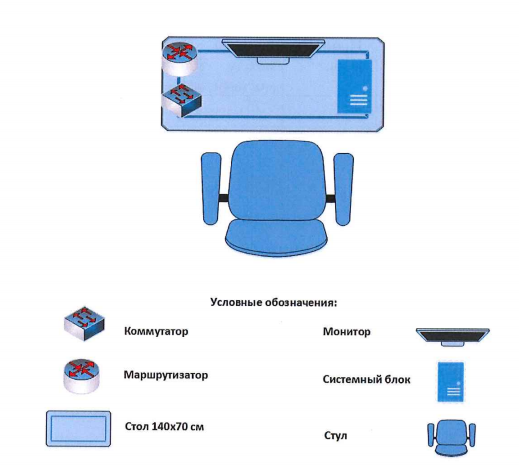 Условные обозначения:
Коммутатор
Монитор
Маршрутизатор
Системный блок
Стол 140х70 см
Стул